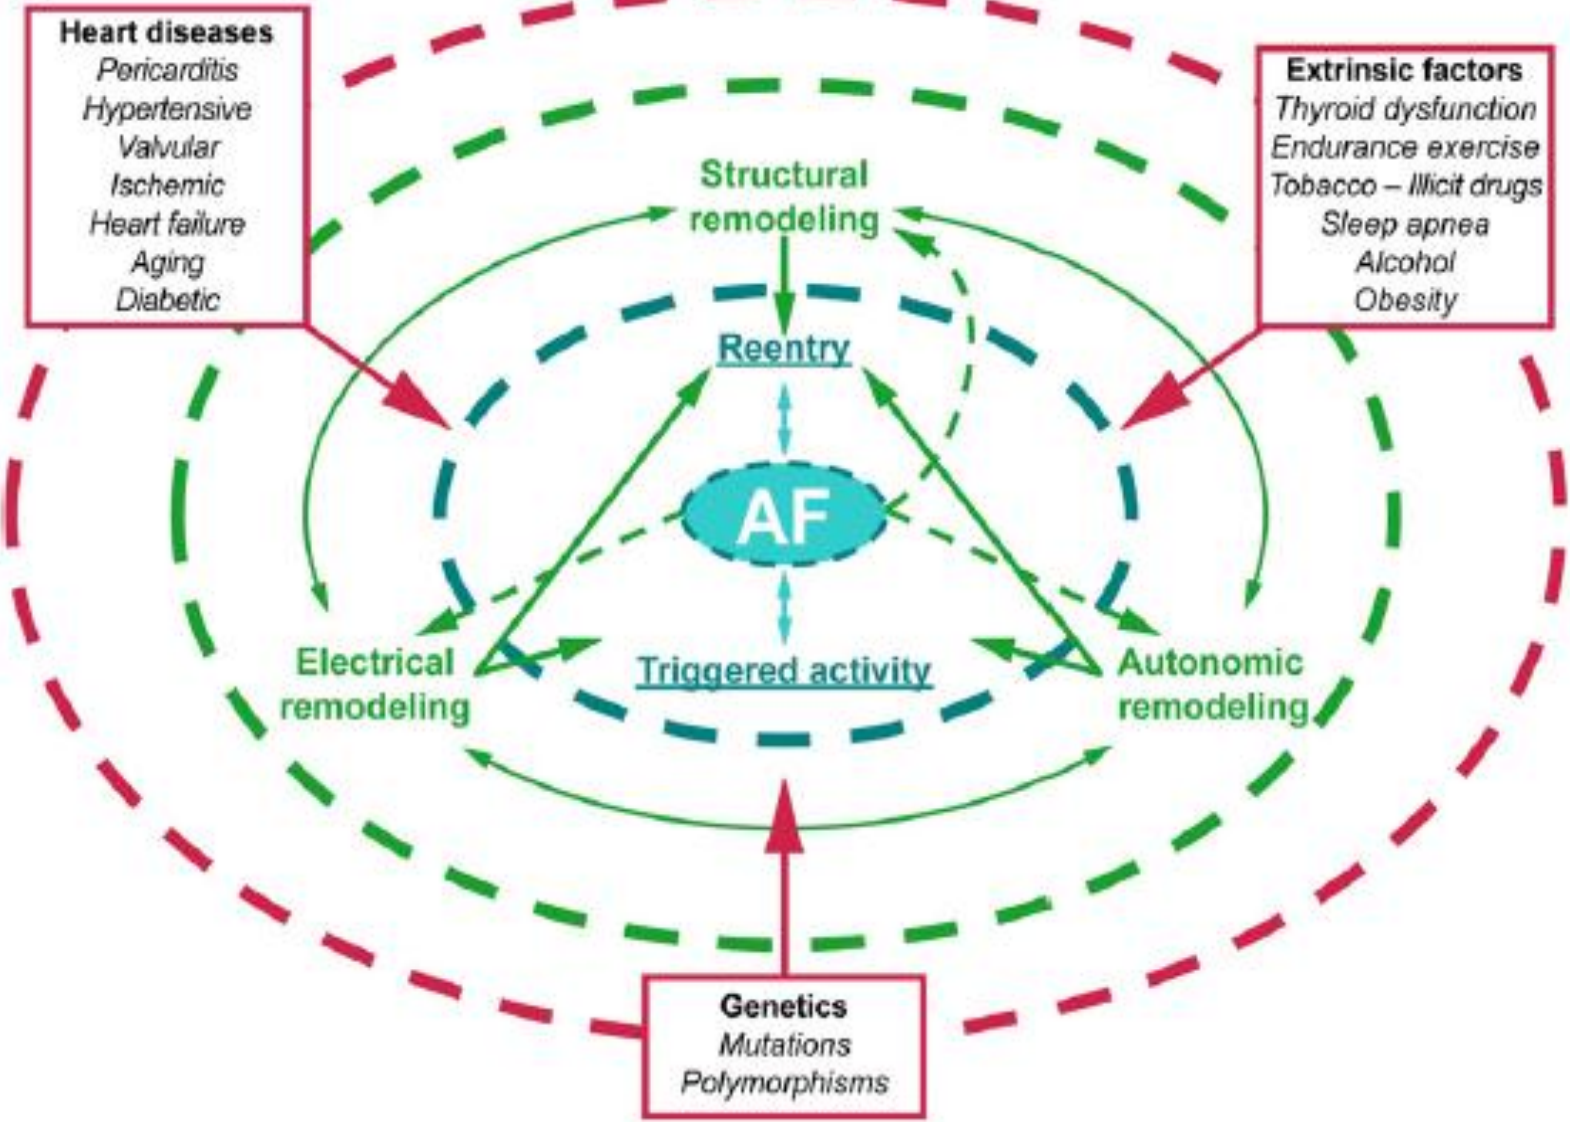 Heart diseases
Pericarditis
Hypertensive
Valvular
Ischemic
Heart failure
Aging
Diabetic
Extrinsic factors
Thyroid dysfunction
Endurance exercise
Tobacco – Illicit drugs
Sleep apnea
Alcohol
Obesity
Structural
remodeling
Reentry
AF
Triggered activity
Electrical
remodeling
Autonomic
remodeling
Genetics
Mutations
Polymorphisms